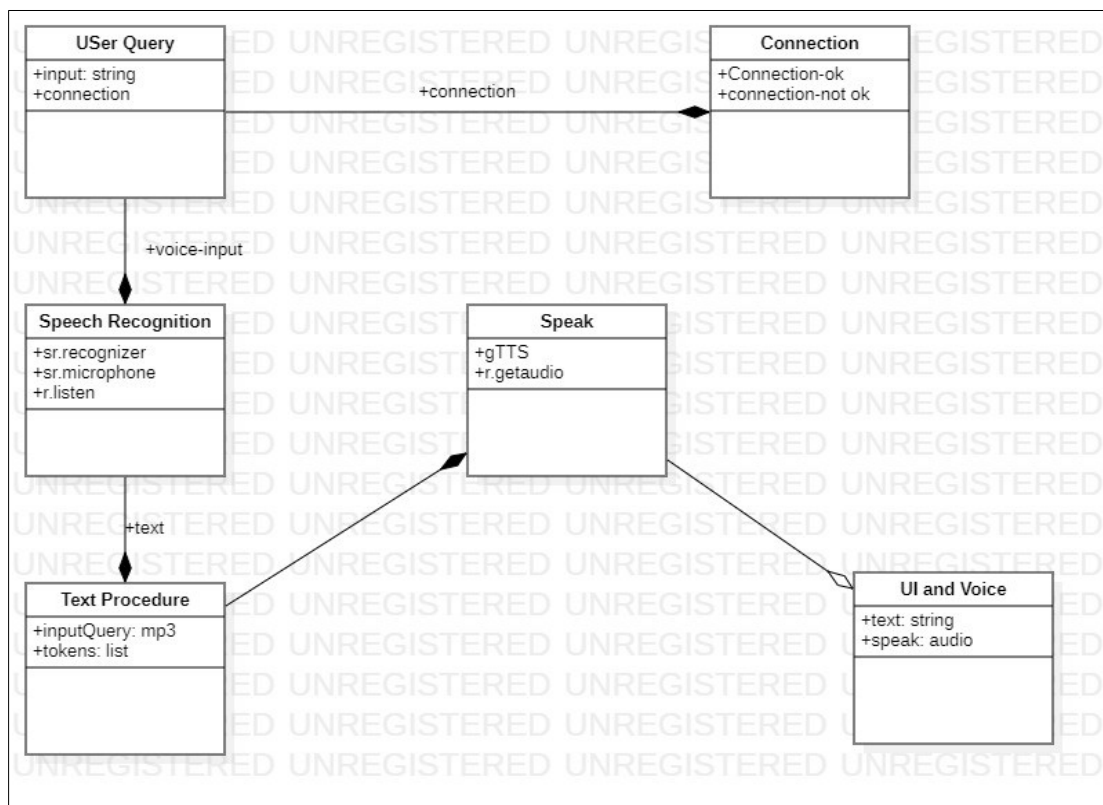 USer Query
+input: string
+connection
+connection
Connection
+Connection-ok
+connection-not ok
+voice-input
Speech Recognition
+sr.recognizer
+sr.microphone
+r.listen
Speak
+gTTS
+r.getaudio
+text
Text Procedure
+inputQuery: mp3
+tokens: list
UI and Voice
+text: string
+speak: audio
UNREGISTERED